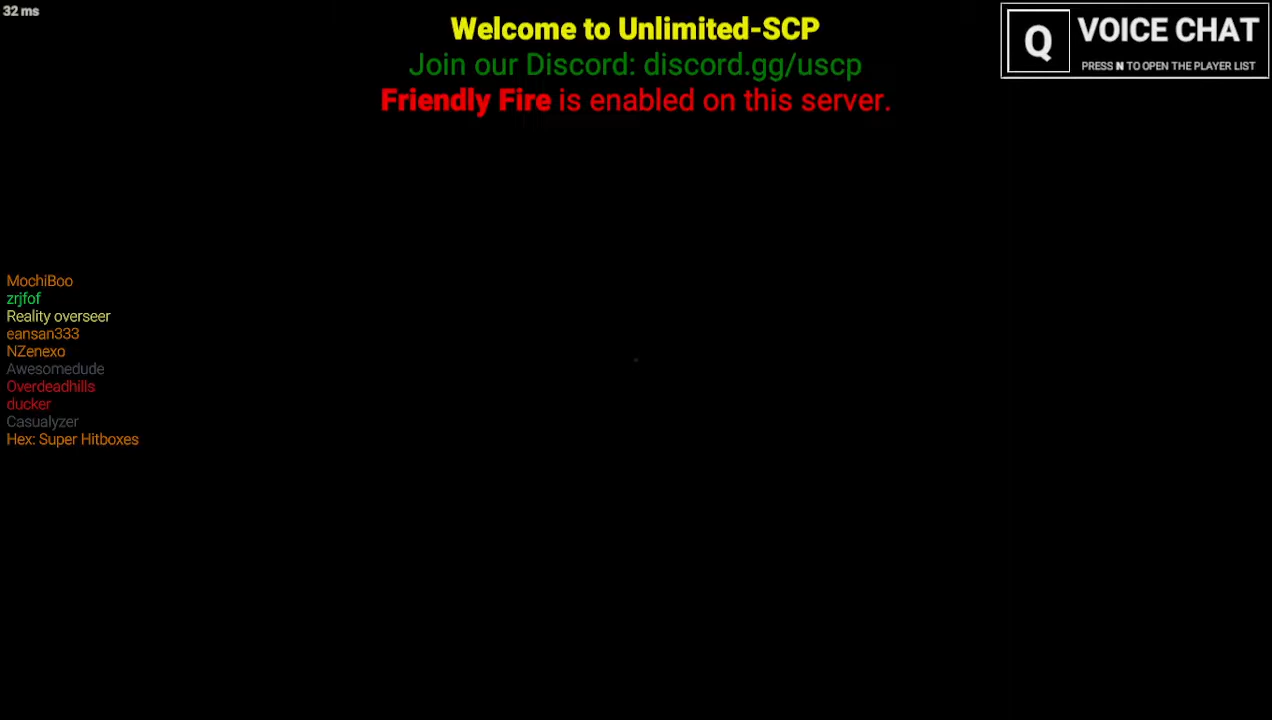 32 ms
Welcome to Unlimited-SCP
Join our Discord: discord.gg/uscp
Friendly Fire is enabled on this server.
Q
VOICE CHAT
PRESS N TO OPEN THE PLAYER LIST
MochiBoo
zrjfof
Reality overseer
eansan333
NZenexo
Awesomedude
Overdeadhills
ducker
Casualyzer
Hex: Super Hitboxes